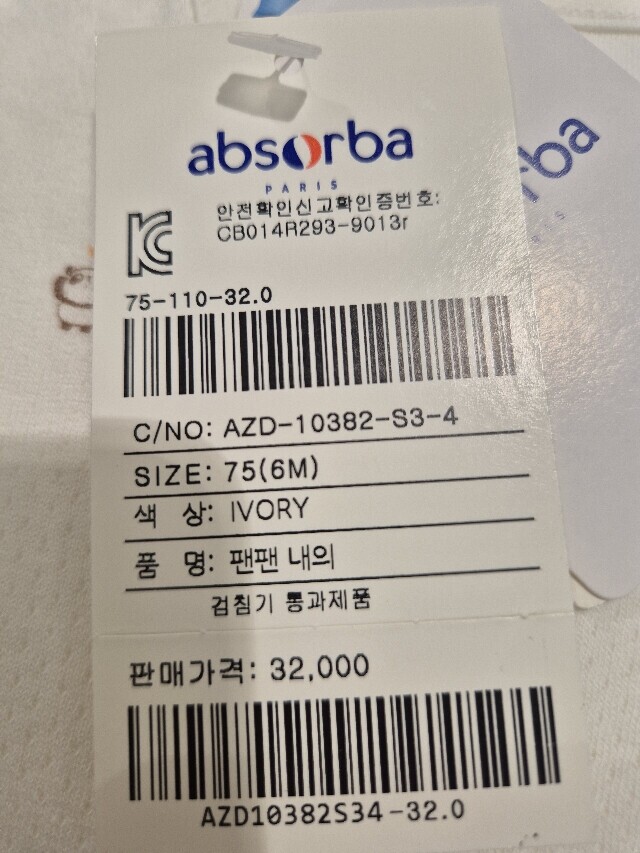 absorba
PARIS
안전확인신고확인증번호:
CB014R293-9013r
75-110-32.0
C/NO: AZD-10382-S3-4
SIZE: 75(6M)
색 상: IVORY
품 명: 팬팬 내의
검침기 통과제품
판매가격: 32,000
AZD10382S34-32.0
rba
RIS